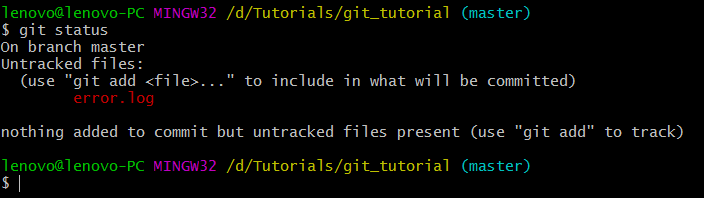 lenovo@lenovo-PC MINGW32 /d/Tutorials/git_tutorial (master)
$ git status
On branch master
Untracked files:
  (use "git add <file>..." to include in what will be committed)
        error.log

nothing added to commit but untracked files present (use "git add" to track)

lenovo@lenovo-PC MINGW32 /d/Tutorials/git_tutorial (master)
$